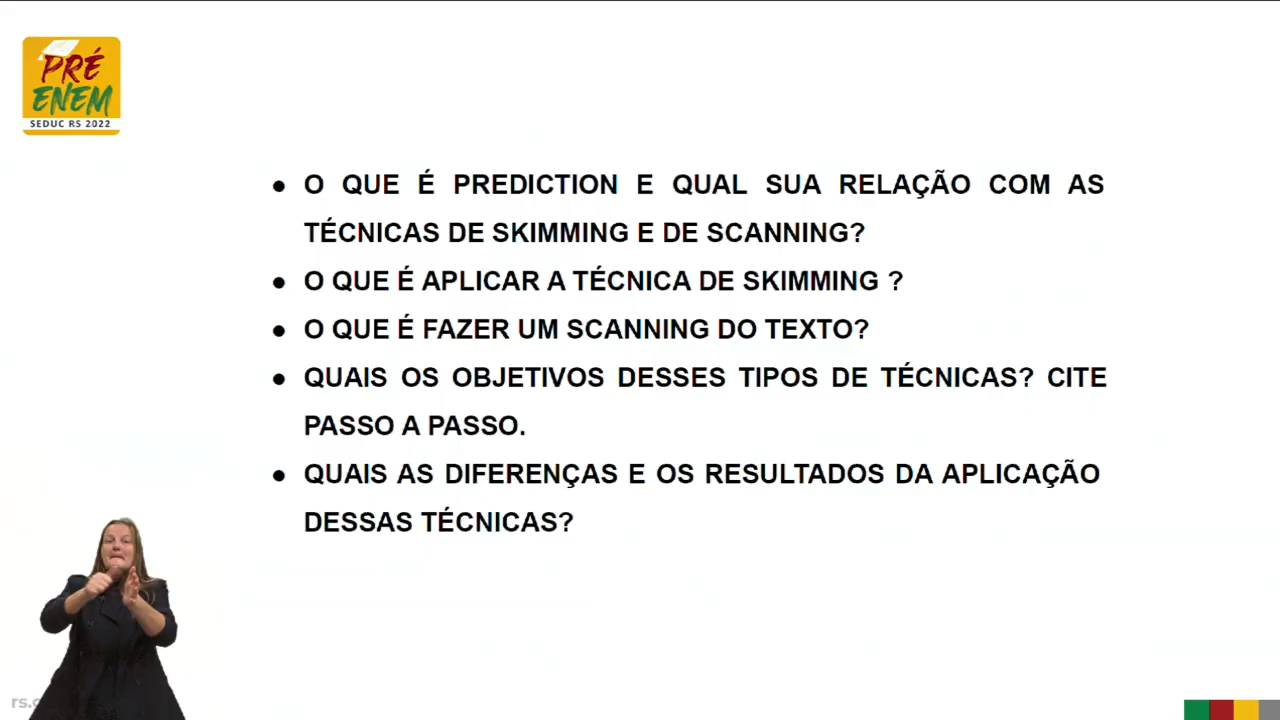 PRÉ
ENEM
SEDUC RS 2022
● O QUE É PREDICTION E QUAL SUA RELAÇÃO COM AS
TÉCNICAS DE SKIMMING E DE SCANNING?
● O QUE É APLICAR A TÉCNICA DE SKIMMING ?
● O QUE É FAZER UM SCANNING DO TEXTO?
● QUAIS OS OBJETIVOS DESSES TIPOS DE TÉCNICAS? CITE
PASSO A PASSO.
● QUAIS AS DIFERENÇAS E OS RESULTADOS DA APLICAÇÃO
DESSAS TÉCNICAS?